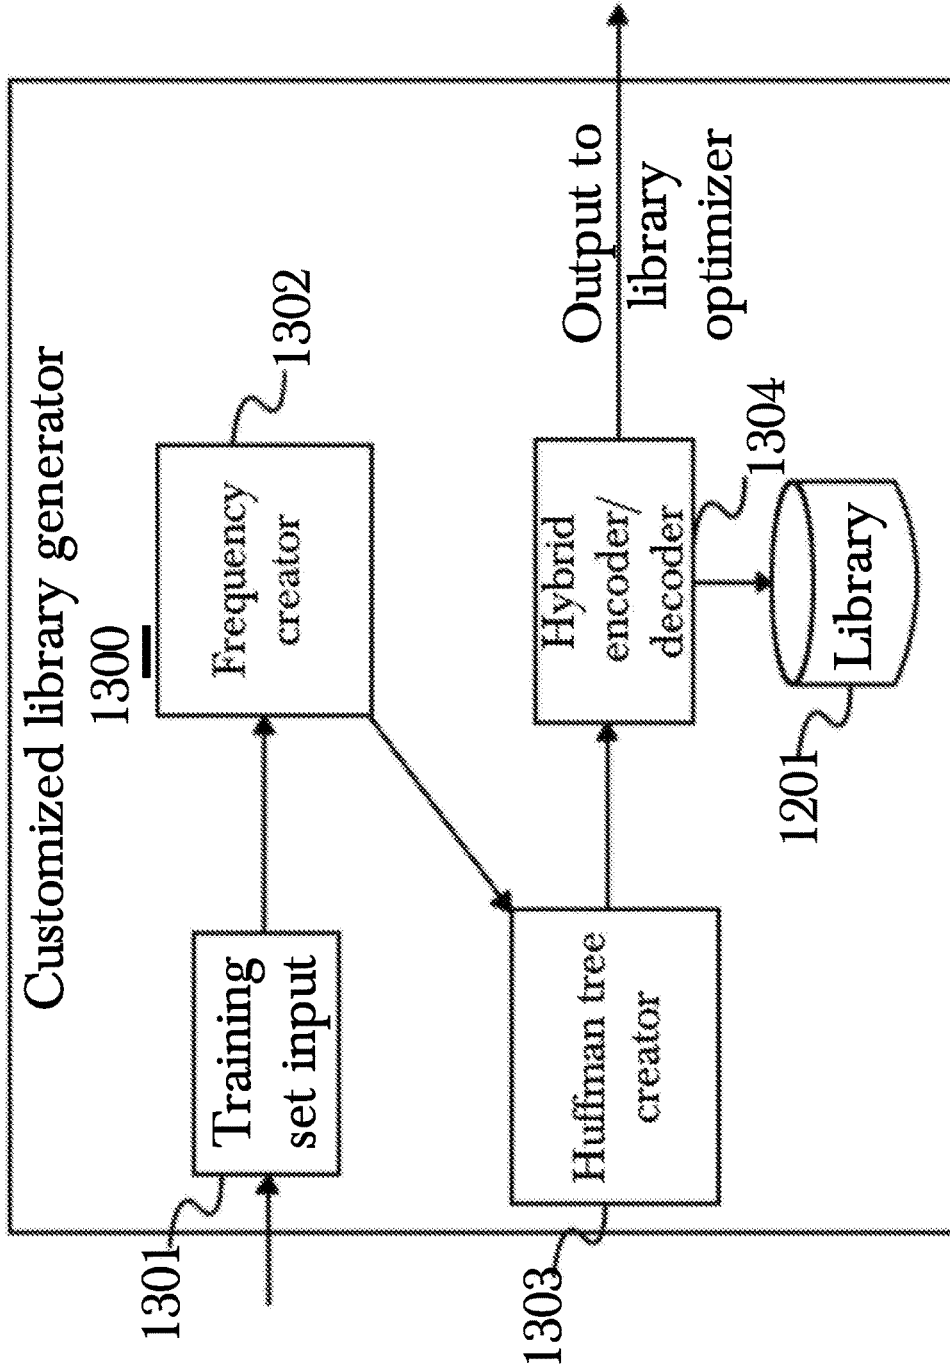 Customized library generator
1300
1301
Training
set input
Frequency
creator
1302
1303
Huffman tree
creator
Hybrid
encoder/
decoder
1304
Output to
library
optimizer
1201
Library